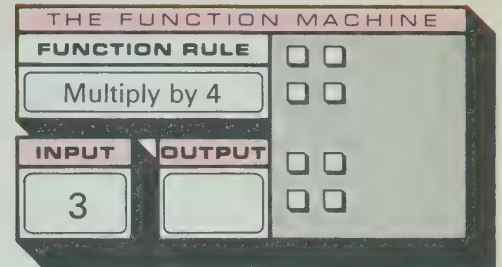 THE FUNCTION MACHINE
FUNCTION RULE
Multiply by 4
INPUT OUTPUT
3